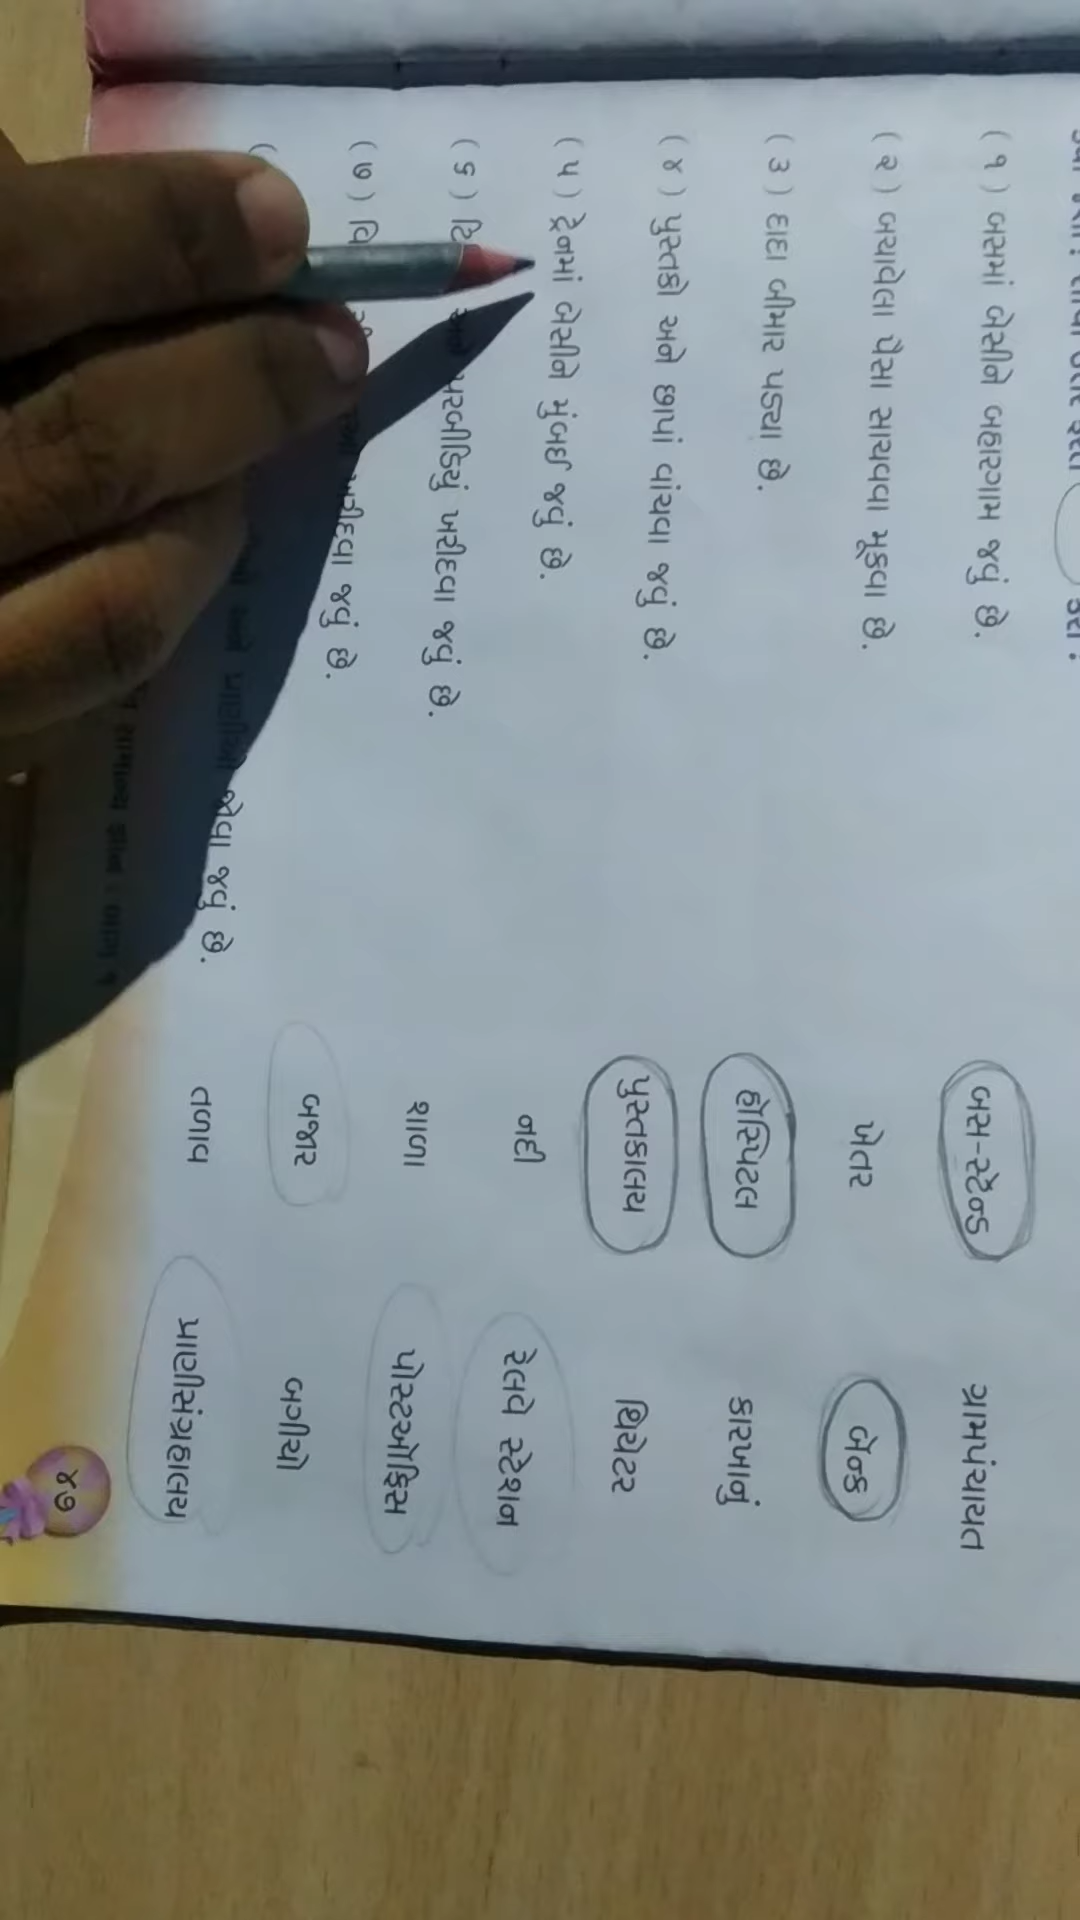 (૧) બસમાં બેસીને બહારગામ જવું છે. બસ-સ્ટૅન્ડ ગ્રામપંચાયત
(૨) બચાવેલા પૈસા સાચવવા મૂકવા છે. ખેતર બૅન્ક
(૩) દાદા બીમાર પડ્યા છે. હૉસ્પિટલ કારખાનું
(૪) પુસ્તકો અને છાપાં વાંચવા જવું છે. પુસ્તકાલય થિયેટર
(૫) ટ્રેનમાં બેસીને મુંબઈ જવું છે. નદી રેલવે સ્ટેશન
(૬) પરબીડિયું ખરીદવા જવું છે. શાળા પોસ્ટઑફિસ
(૭) ખરીદવા જવું છે. બજાર બગીચો
જોવા જવું છે. તળાવ પ્રાણીસંગ્રહાલય
૪૭